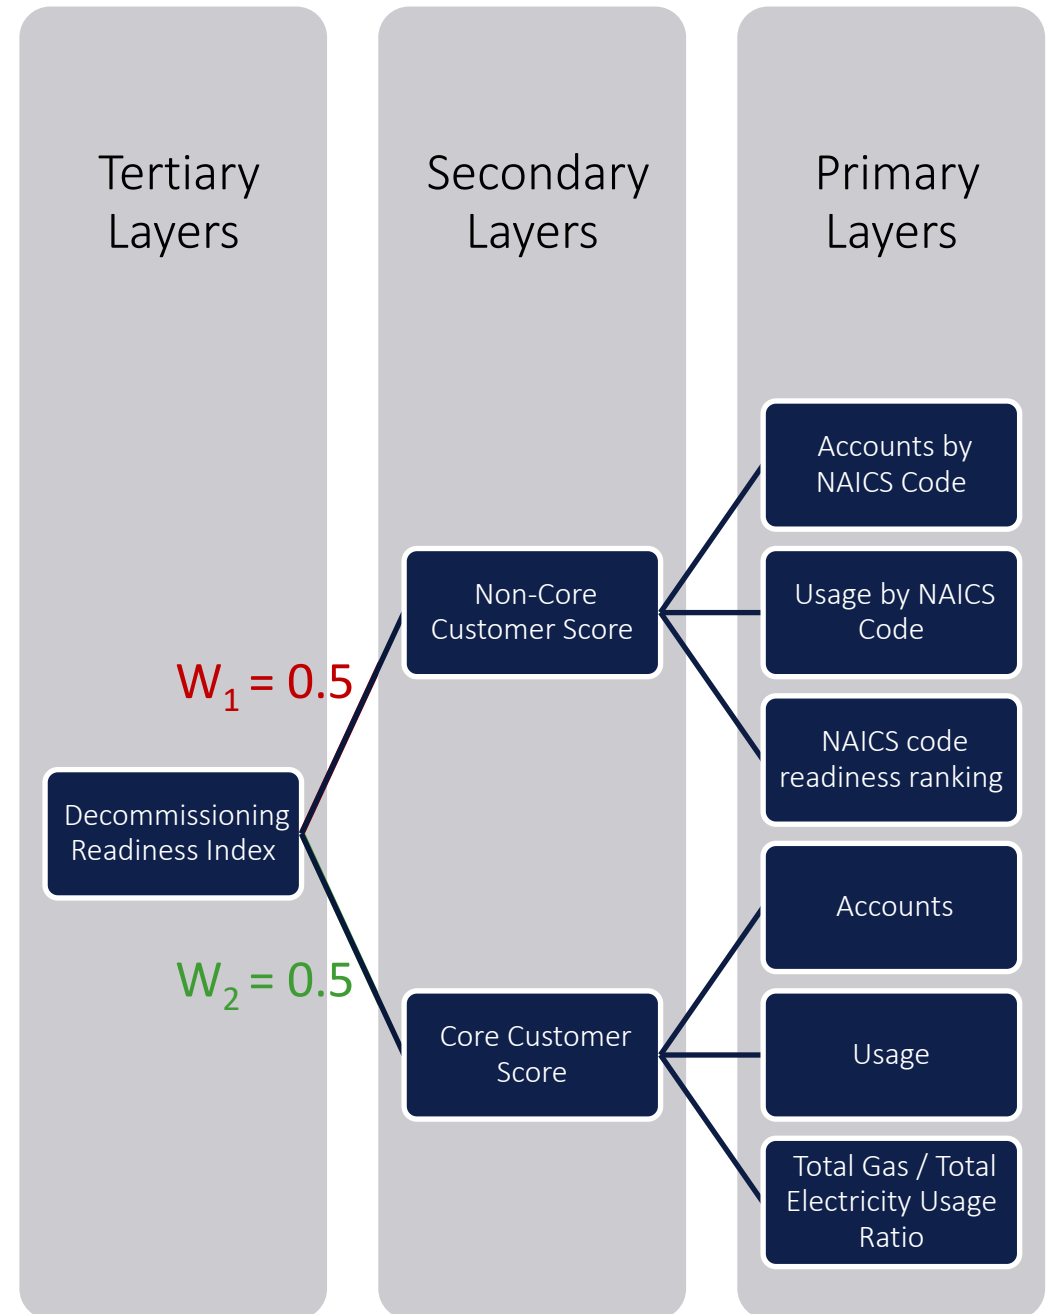 Tertiary
Layers
Secondary
Layers
Primary
Layers
Accounts by
NAICS Code
Non-Core
Customer Score
Usage by NAICS
Code
W₁ = 0.5
NAICS code
readiness ranking
Decommissioning
Readiness Index
Accounts
W₂ = 0.5
Core Customer
Score
Usage
Total Gas / Total
Electricity Usage
Ratio